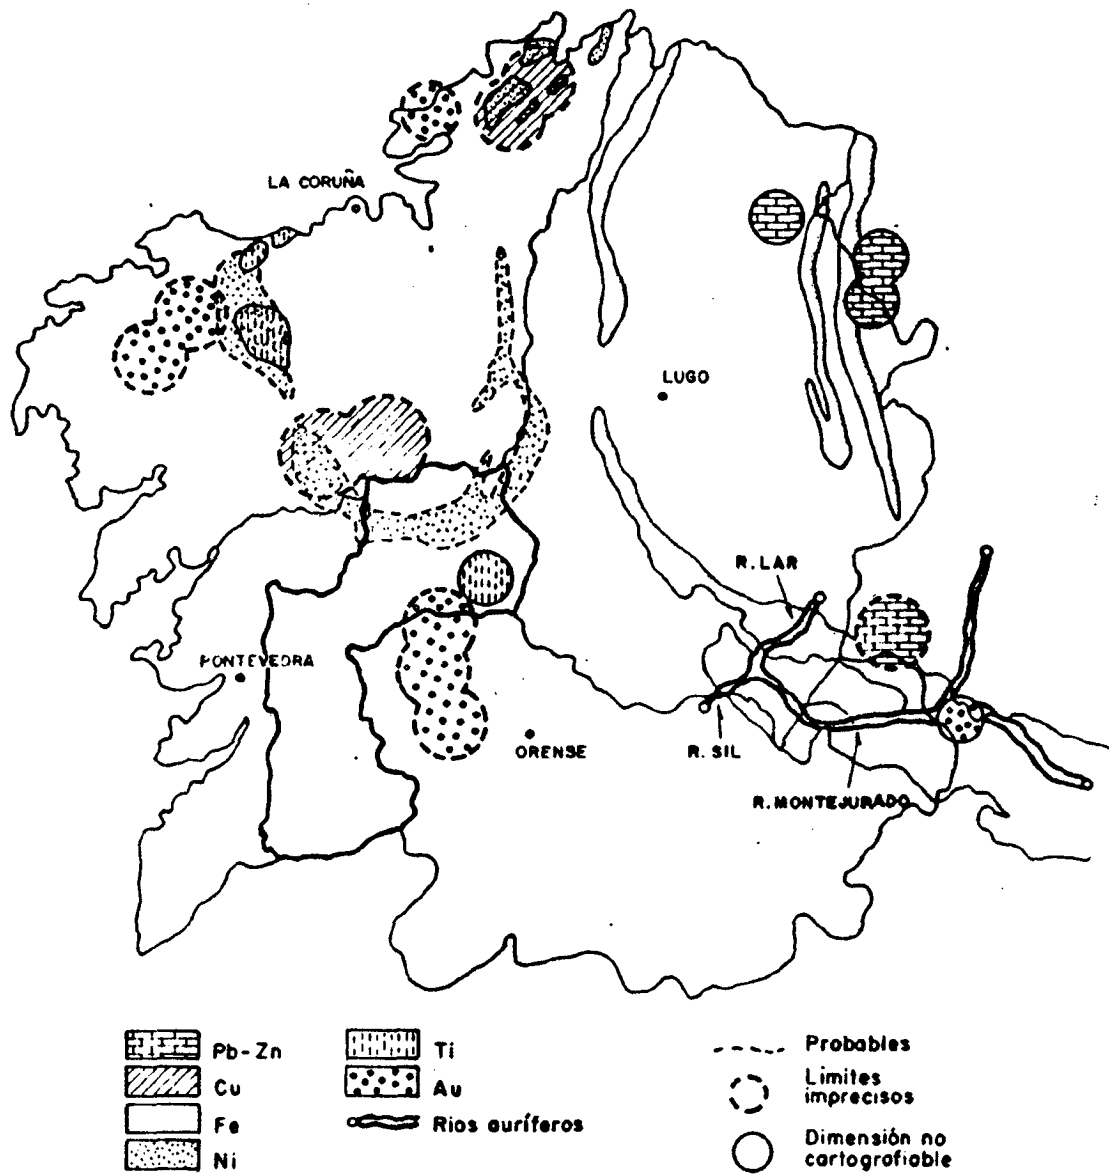 LA CORUÑA
LUGO
R. LAR
PONTEVEDRA
ORENSE
R. SIL
R. MONTEJURADO
Pb-Zn
Cu
Fe
Ni
Ti
Au
Rios auríferos
Probables
Límites
imprecisos
Dimensión no
cartografiable